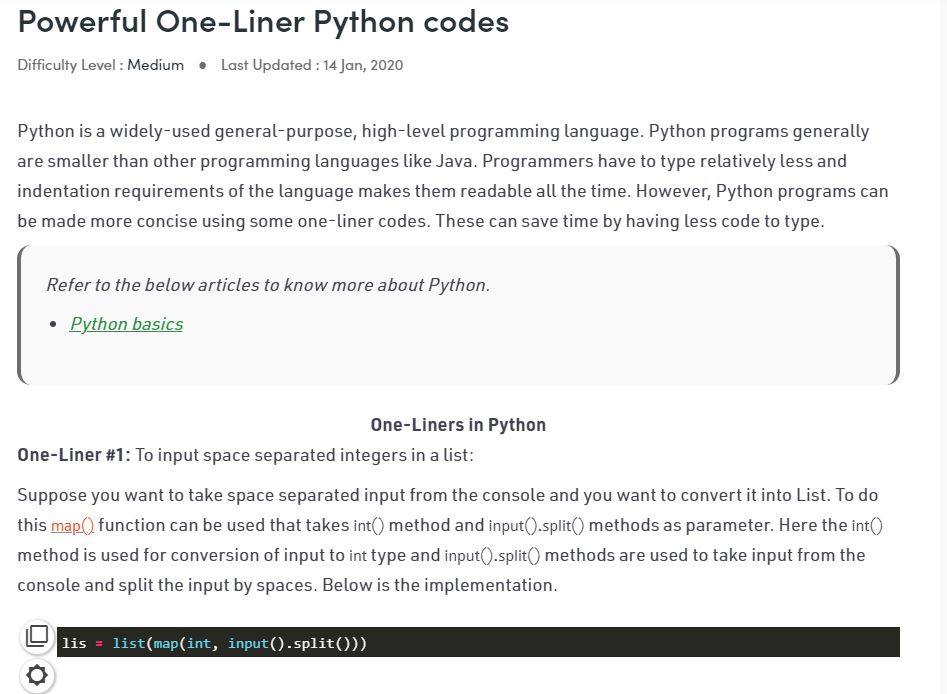 Powerful One-Liner Python codes
Difficulty Level : Medium ● Last Updated : 14 Jan, 2020
Python is a widely-used general-purpose, high-level programming language. Python programs generally
are smaller than other programming languages like Java. Programmers have to type relatively less and
indentation requirements of the language makes them readable all the time. However, Python programs can
be made more concise using some one-liner codes. These can save time by having less code to type.
Refer to the below articles to know more about Python.
• Python basics
One-Liners in Python
One-Liner #1: To input space separated integers in a list:
Suppose you want to take space separated input from the console and you want to convert it into List. To do
this map() function can be used that takes int() method and input().split() methods as parameter. Here the int()
method is used for conversion of input to int type and input().split() methods are used to take input from the
console and split the input by spaces. Below is the implementation.
lis = list(map(int, input().split()))